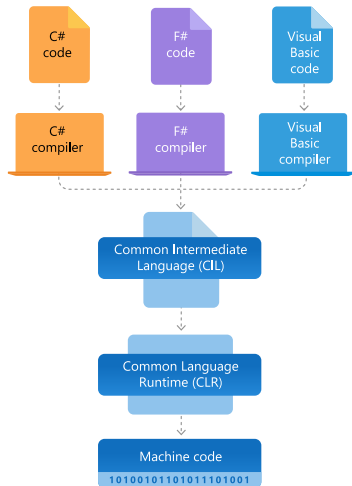 C#
code
F#
code
Visual
Basic
code
C#
compiler
F#
compiler
Visual
Basic
compiler
Common Intermediate
Language (CIL)
Common Language
Runtime (CLR)
Machine code
10100101101011101001